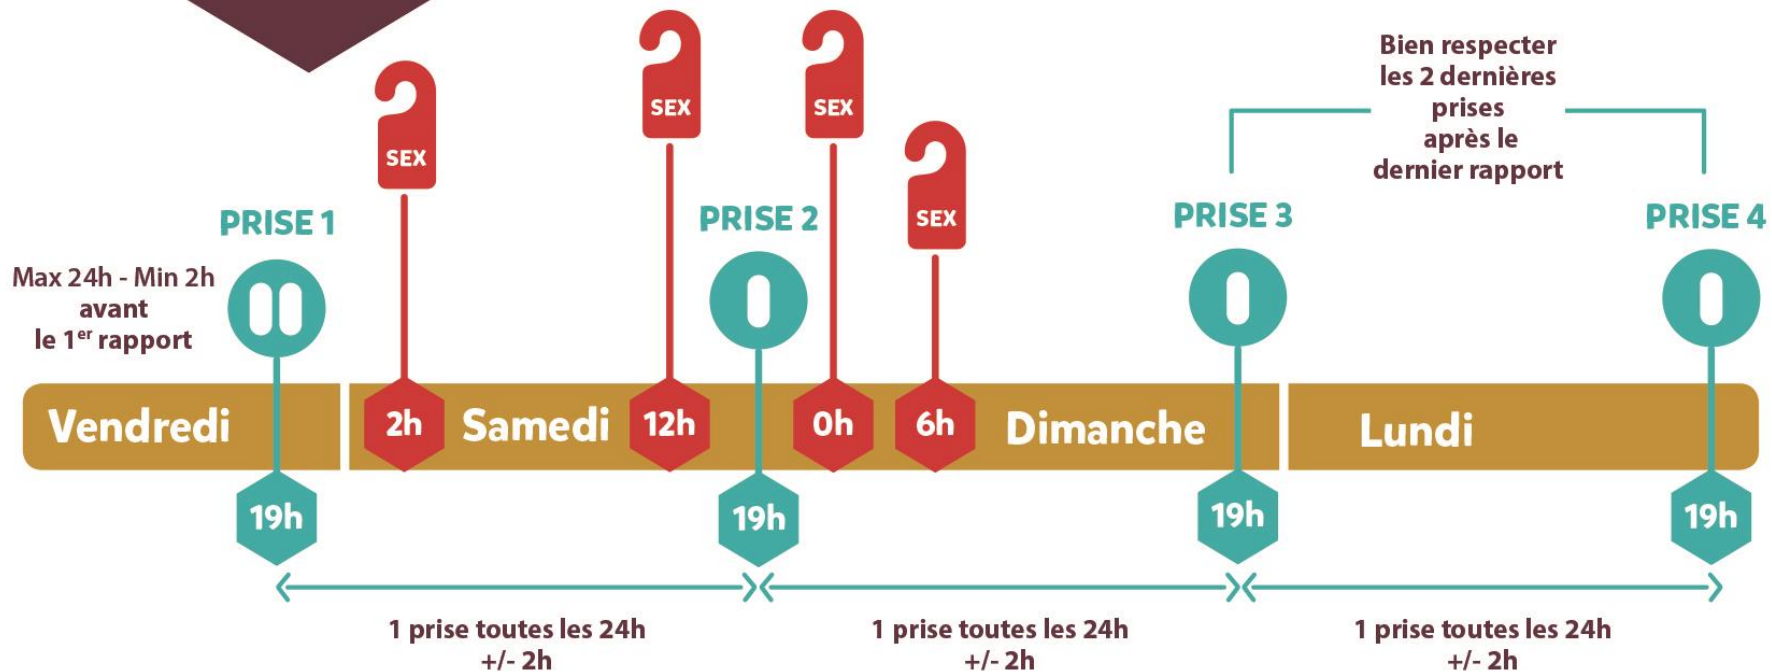 SEX
SEX
SEX
SEX
Bien respecter
les 2 dernières
prises
après le
dernier rapport
PRISE 1
PRISE 2
PRISE 3
PRISE 4
Max 24h - Min 2h
avant
le 1er rapport
Vendredi
2h
Samedi
12h
0h
6h
Dimanche
Lundi
19h
19h
19h
19h
1 prise toutes les 24h
+/- 2h
1 prise toutes les 24h
+/- 2h
1 prise toutes les 24h
+/- 2h